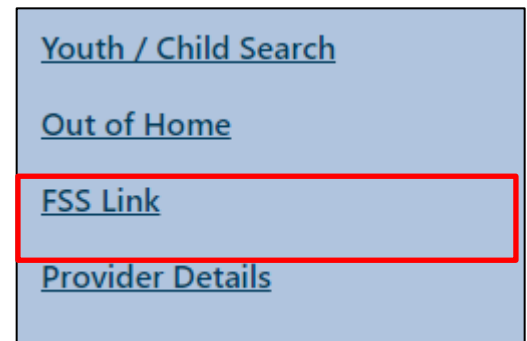 Youth / Child Search
Out of Home
FSS Link
Provider Details